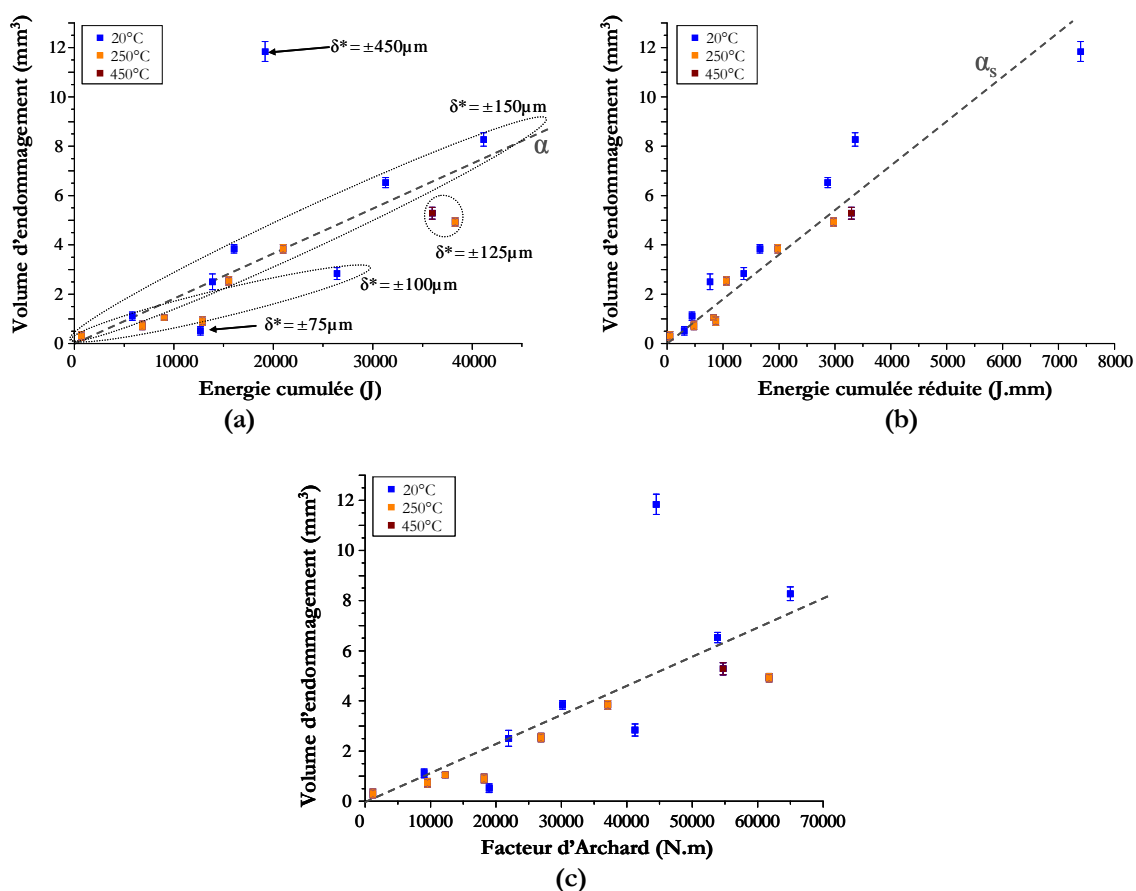 20°C
250°C
450°C
δ* = ±450µm
δ* = ±150µm
α
δ* = ±125µm
δ* = ±100µm
δ* = ±75µm
Volume d'endommagement (mm³)
12
10
8
6
4
2
0
0 10000 20000 30000 40000
Energie cumulée (J)
(a)
20°C
250°C
450°C
αs
Volume d'endommagement (mm³)
12
10
8
6
4
2
0
0 1000 2000 3000 4000 5000 6000 7000 8000
Energie cumulée réduite (J.mm)
(b)
20°C
250°C
450°C
Volume d'endommagement (mm³)
12
10
8
6
4
2
0
0 10000 20000 30000 40000 50000 60000 70000
Facteur d'Archard (N.m)
(c)